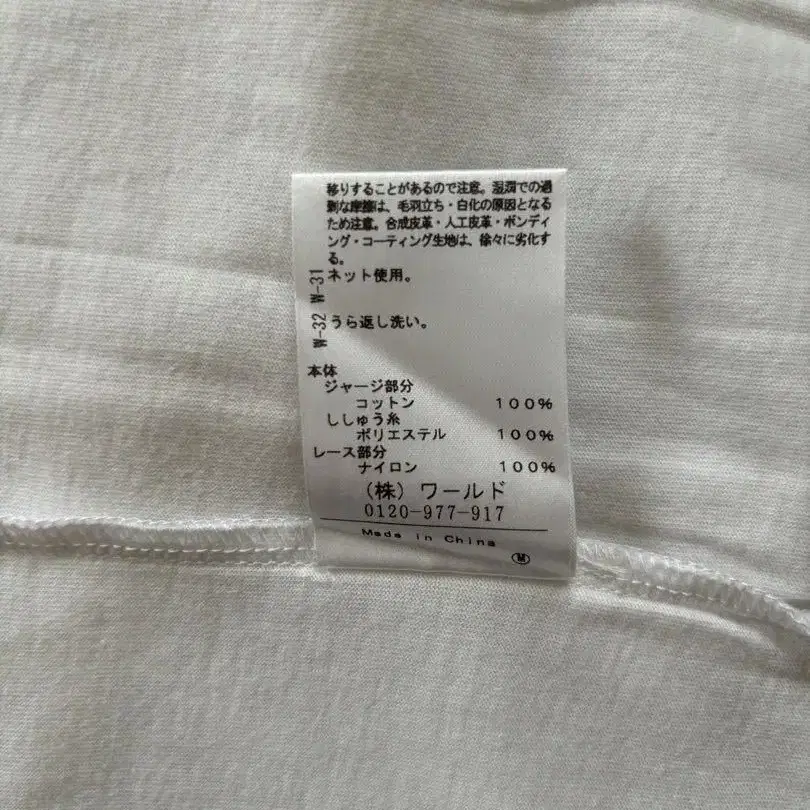 移りすることがあるので注意。湿潤での過
剰な摩擦は、毛羽立ち・白化の原因となる
ため注意。合成皮革・人工皮革・ボンディ
ング・コーティング生地は、徐々に劣化す
る。
W-31 ネット使用。
W-32 うら返し洗い。
本体
ジャージ部分
コットン 100%
ししゅう糸
ポリエステル 100%
レース部分
ナイロン 100%
(株)ワールド
0120-977-917
Made in China
M